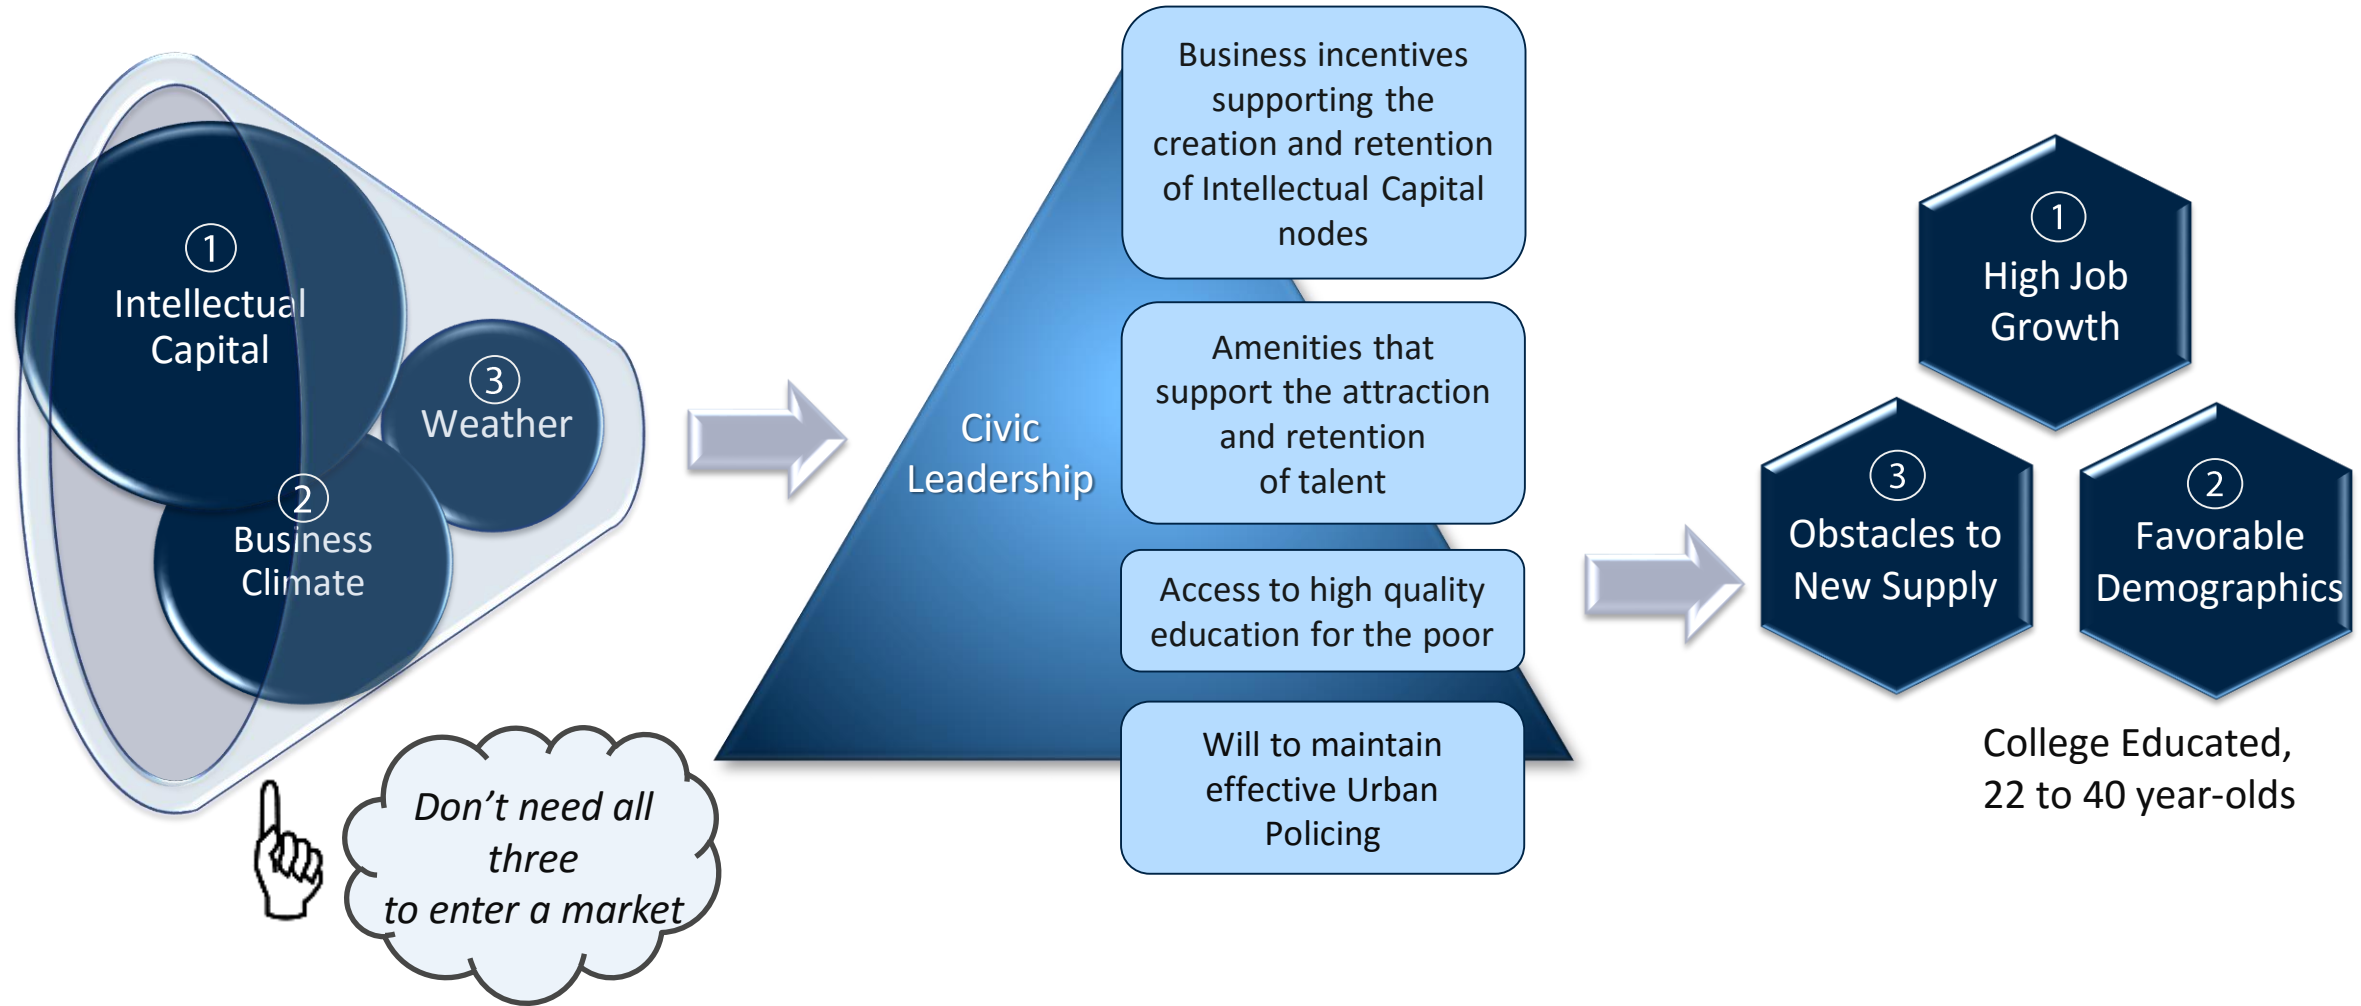 ①
Intellectual
Capital
②
Business
Climate
③
Weather
Don’t need all
three
to enter a market
Civic
Leadership
Business incentives
supporting the
creation and retention
of Intellectual Capital
nodes
Amenities that
support the attraction
and retention
of talent
Access to high quality
education for the poor
Will to maintain
effective Urban
Policing
①
High Job
Growth
③
Obstacles to
New Supply
②
Favorable
Demographics
College Educated,
22 to 40 year-olds